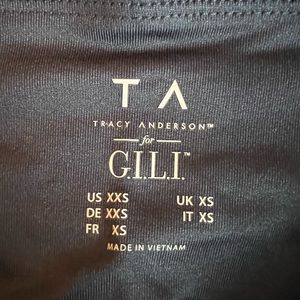 TA
TRACY ANDERSON™
for
G.I.L.I.™
US XXS UK XS
DE XXS IT XS
FR XS
MADE IN VIETNAM